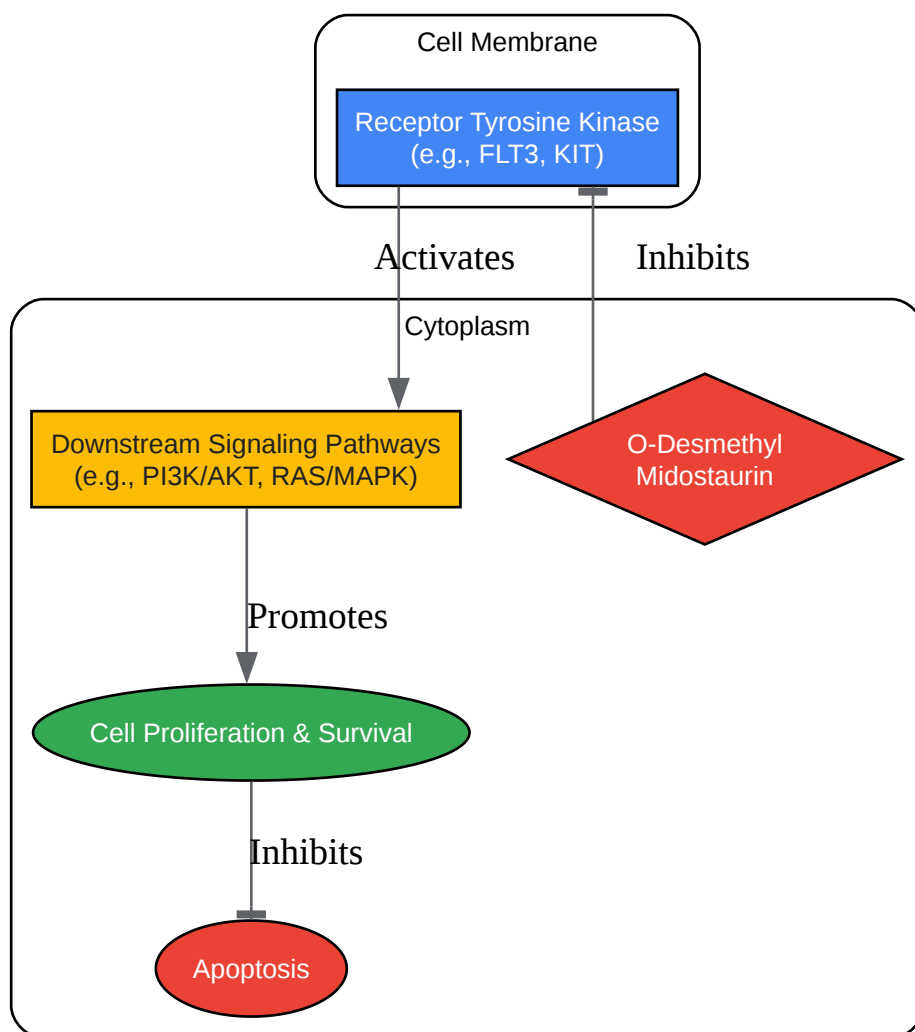 Cell Membrane
Receptor Tyrosine Kinase
(e.g., FLT3, KIT)
Activates
Inhibits
Cytoplasm
Downstream Signaling Pathways
(e.g., PI3K/AKT, RAS/MAPK)
O-Desmethyl
Midostaurin
Promotes
Cell Proliferation & Survival
Inhibits
Apoptosis